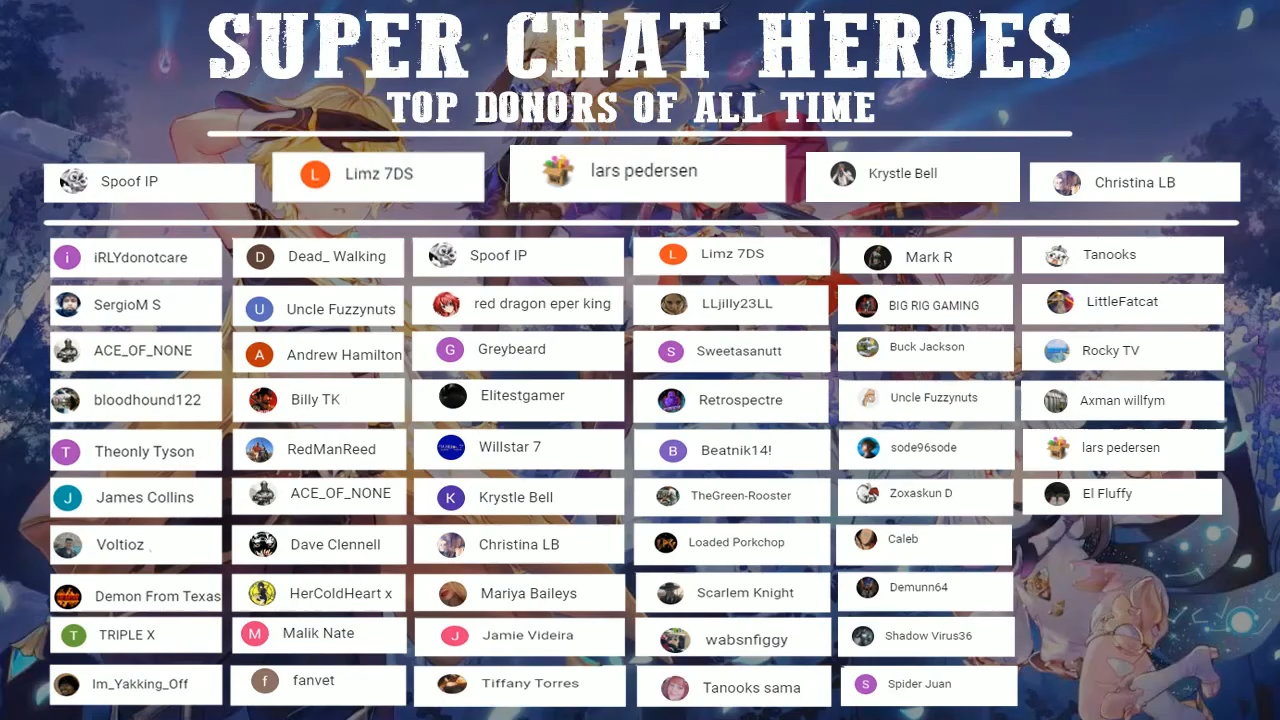 SUPER CHAT HEROES
TOP DONORS OF ALL TIME
Spoof IP
L Limz 7DS
lars pedersen
Krystle Bell
Christina LB
i iRLYdonotcare
D Dead_ Walking
Spoof IP
L Limz 7DS
Mark R
Tanooks
SergioM S
U Uncle Fuzzynuts
red dragon eper king
LLjilly23LL
BIG RIG GAMING
LittleFatcat
ACE_OF_NONE
A Andrew Hamilton
G Greybeard
S Sweetasanutt
Buck Jackson
Rocky TV
bloodhound122
Billy TK
Elitestgamer
Retrospectre
Uncle Fuzzynuts
Axman willfym
T Theonly Tyson
RedManReed
Willstar 7
B Beatnik14!
sode96sode
lars pedersen
J James Collins
ACE_OF_NONE
K Krystle Bell
TheGreen-Rooster
Zoxaskun D
El Fluffy
Voltioz
Dave Clennell
Christina LB
Loaded Porkchop
Caleb
Demon From Texas
HerColdHeart x
Mariya Baileys
Scarlem Knight
Demunn64
T TRIPLE X
M Malik Nate
J Jamie Videira
wabsnfiggy
Shadow Virus36
Im_Yakking_Off
f fanvet
Tiffany Torres
Tanooks sama
S Spider Juan